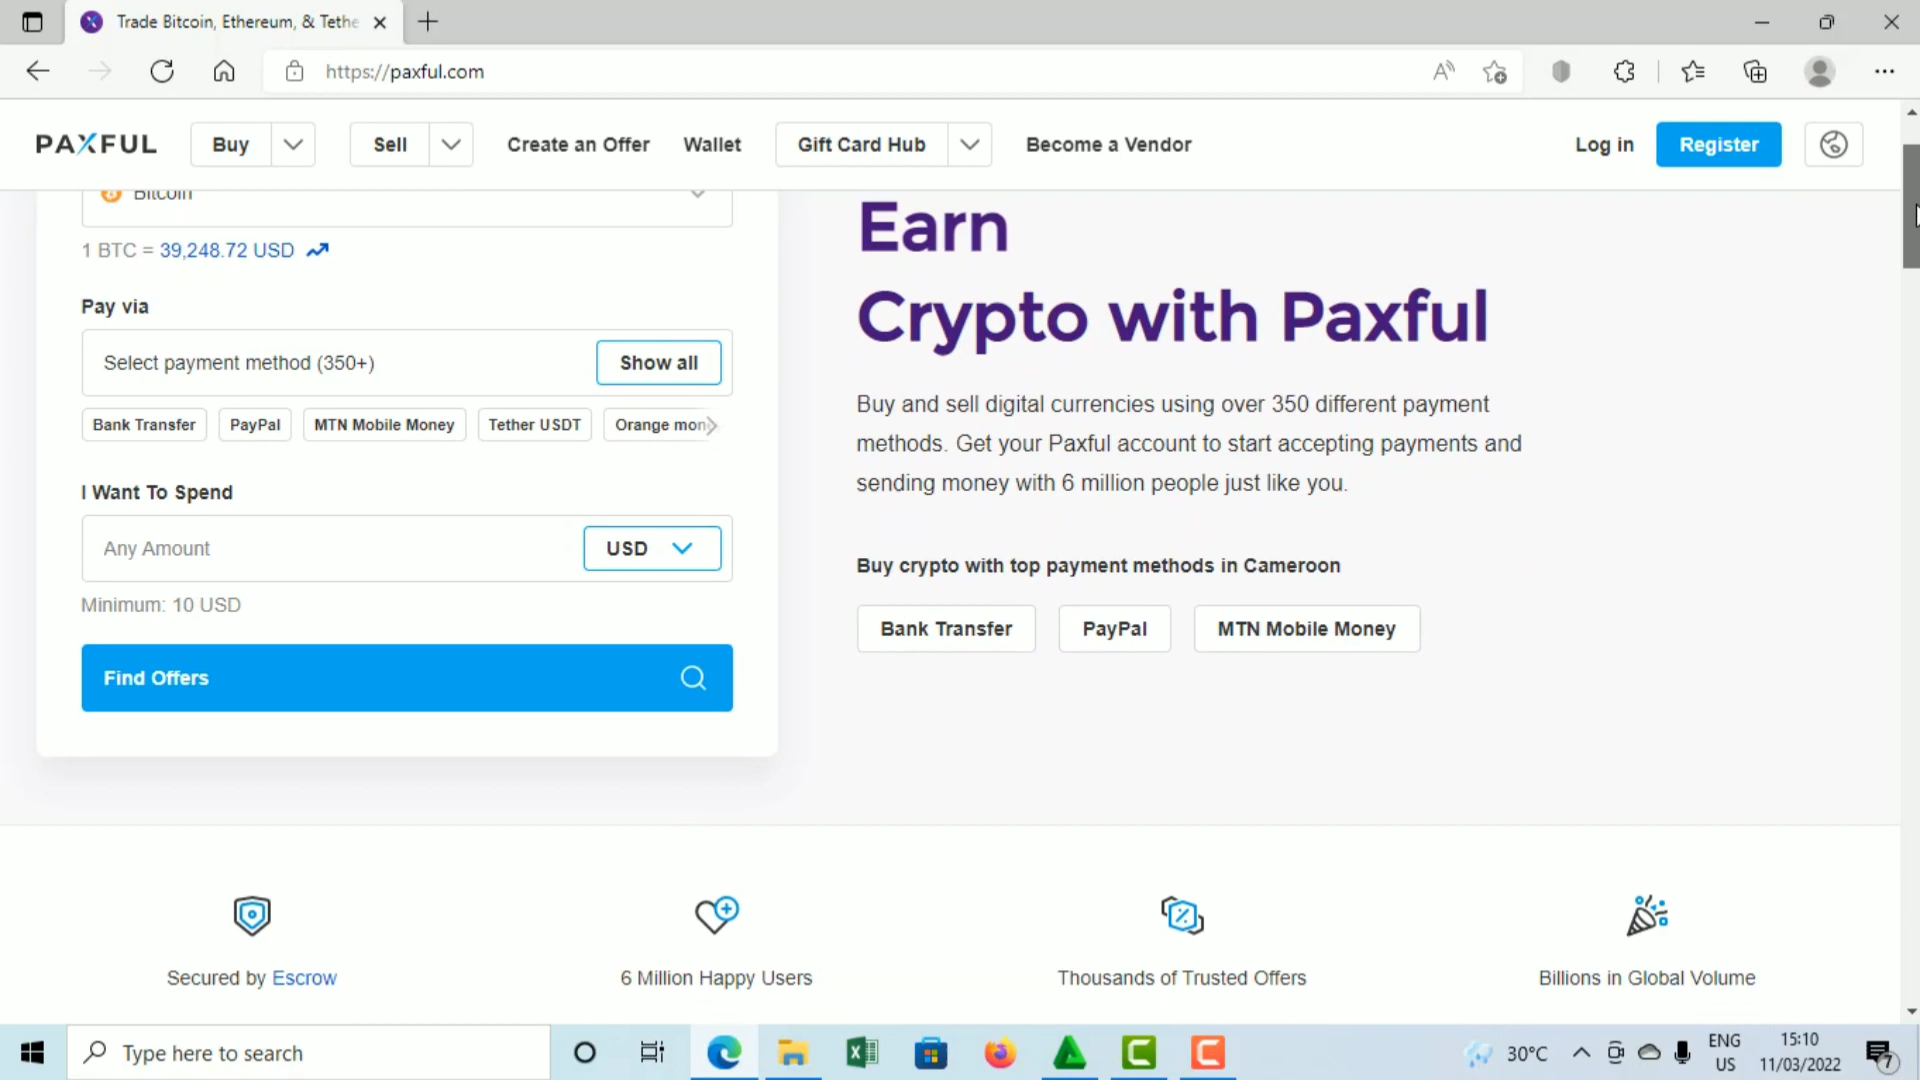 Trade Bitcoin, Ethereum, & Tethe
https://paxful.com
PAXFUL
Buy
Sell
Create an Offer
Wallet
Gift Card Hub
Become a Vendor
Log in
Register
Bitcoin
1 BTC = 39,248.72 USD
Pay via
Select payment method (350+)
Show all
Bank Transfer
PayPal
MTN Mobile Money
Tether USDT
Orange mon
I Want To Spend
Any Amount
USD
Minimum: 10 USD
Find Offers
Earn
Crypto with Paxful
Buy and sell digital currencies using over 350 different payment
methods. Get your Paxful account to start accepting payments and
sending money with 6 million people just like you.
Buy crypto with top payment methods in Cameroon
Bank Transfer
PayPal
MTN Mobile Money
Secured by Escrow
6 Million Happy Users
Thousands of Trusted Offers
Billions in Global Volume
Type here to search
30°C
ENG
US
15:10
11/03/2022
7